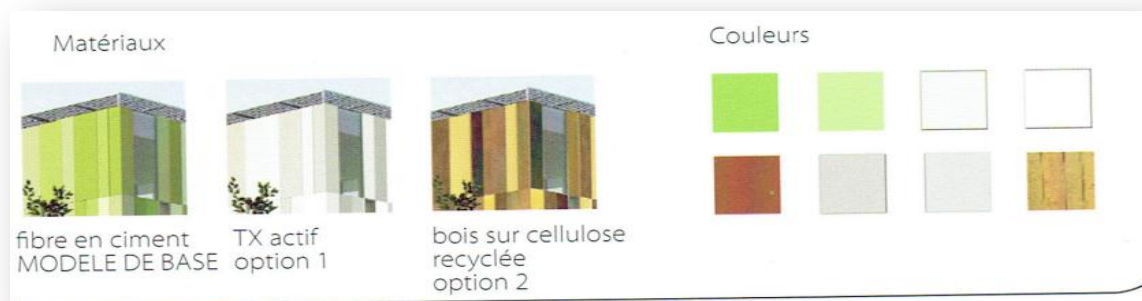 Matériaux
Couleurs
fibre en ciment
MODELE DE BASE
TX actif
option 1
bois sur cellulose
recyclée
option 2